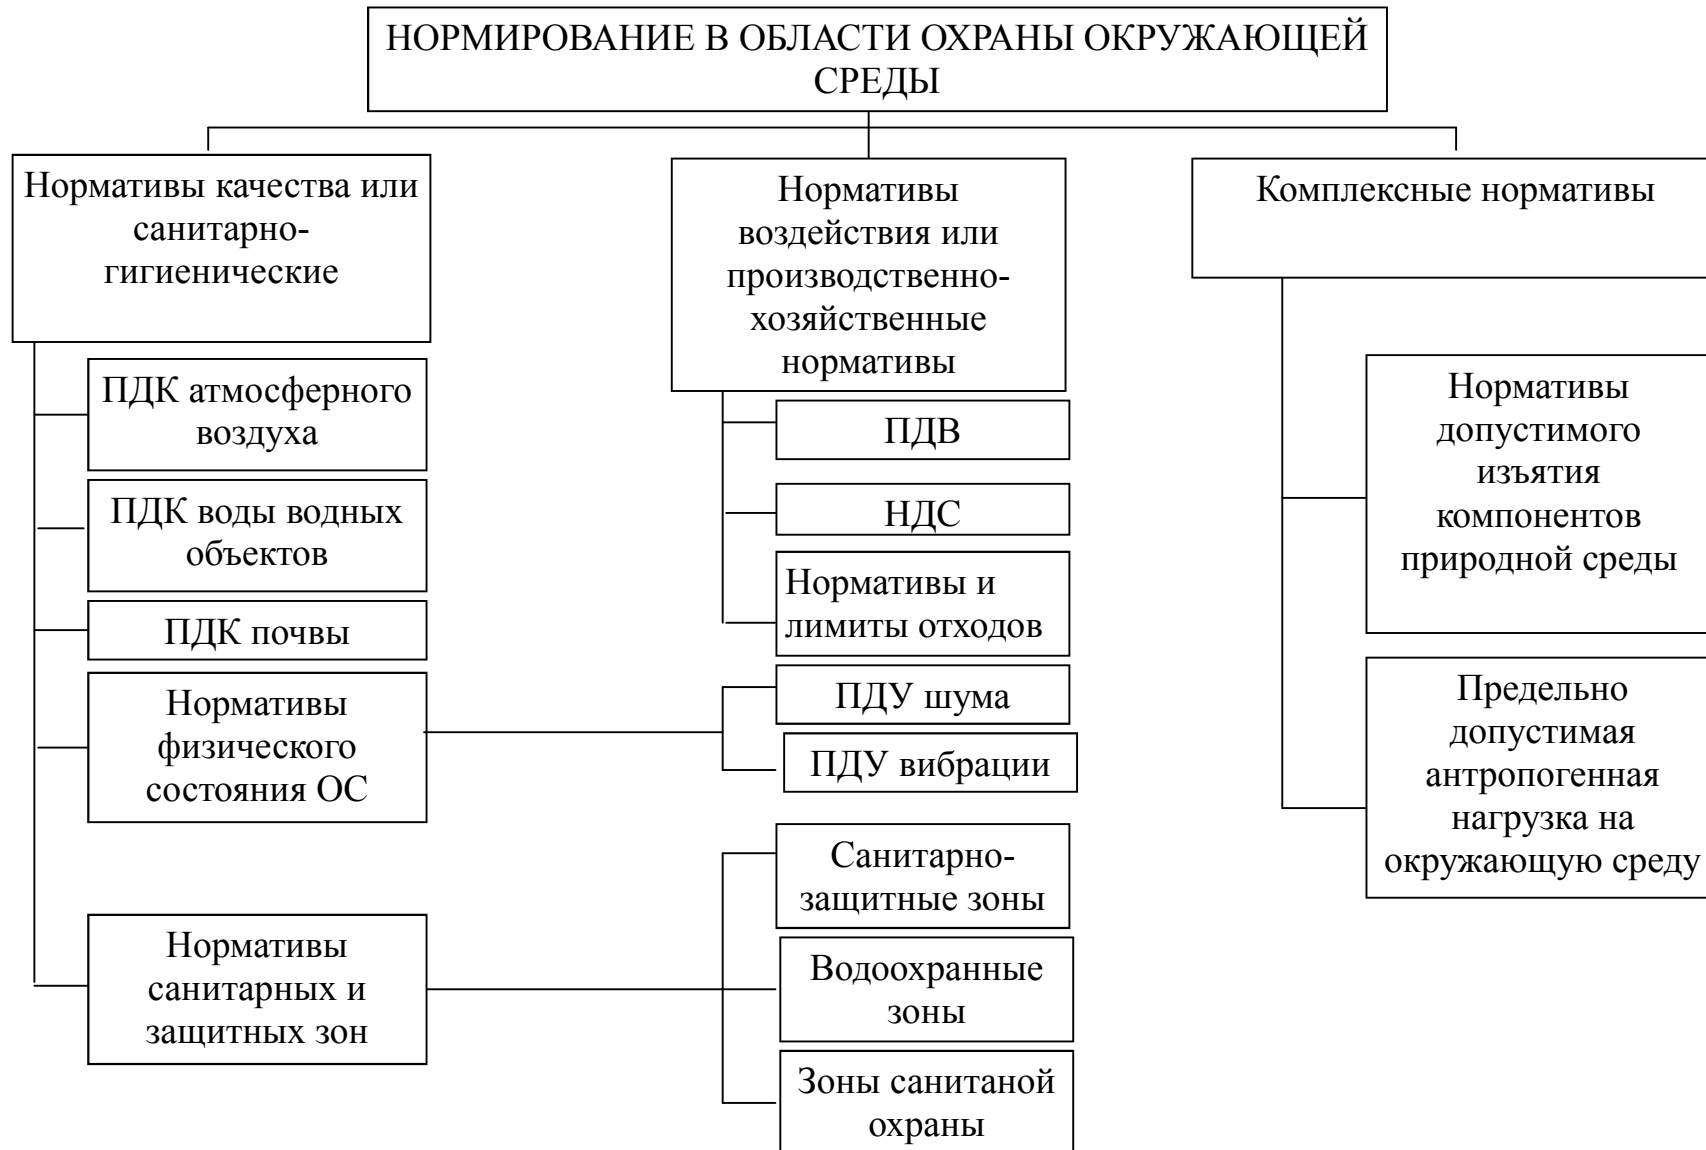 НОРМИРОВАНИЕ В ОБЛАСТИ ОХРАНЫ ОКРУЖАЮЩЕЙ
СРЕДЫ
Нормативы качества или
санитарно-
гигиенические
ПДК атмосферного
воздуха
ПДК воды водных
объектов
ПДК почвы
Нормативы
физического
состояния ОС
Нормативы
санитарных и
защитных зон
Нормативы
воздействия или
производственно-
хозяйственные
нормативы
ПДВ
НДС
Нормативы и
лимиты отходов
ПДУ шума
ПДУ вибрации
Санитарно-
защитные зоны
Водоохранные
зоны
Зоны санитаной
охраны
Комплексные нормативы
Нормативы
допустимого
изъятия
компонентов
природной среды
Предельно
допустимая
антропогенная
нагрузка на
окружающую среду